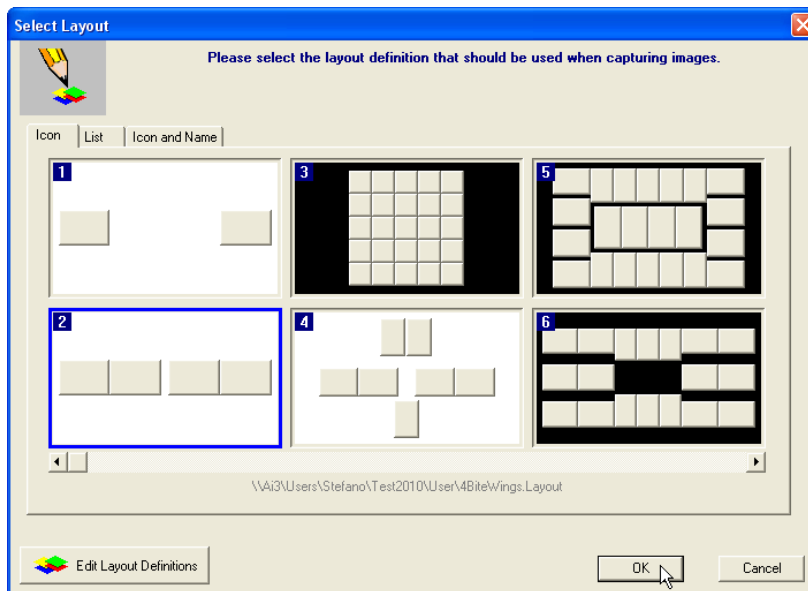 Select Layout
Please select the layout definition that should be used when capturing images.
Icon
List
Icon and Name
1
3
5
2
4
6
\\Ai3\Users\Stefano\Test2010\User\4BiteWings.Layout
Edit Layout Definitions
OK
Cancel